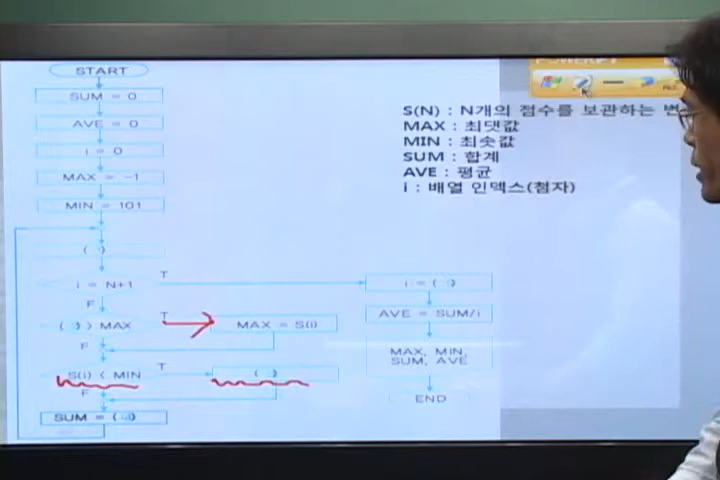 START
SUM = 0
AVE = 0
i = 0
MAX = -1
MIN = 101
i = N+1
T
F
) > MAX
T
MAX = S(i)
F
S(i) < MIN
T
F
SUM = (
i = (
AVE = SUM/i
MAX, MIN,
SUM, AVE
END
S(N) : N개의 점수를 보관하는
MAX : 최댓값
MIN : 최솟값
SUM : 합계
AVE : 평균
i : 배열 인덱스(첨자)